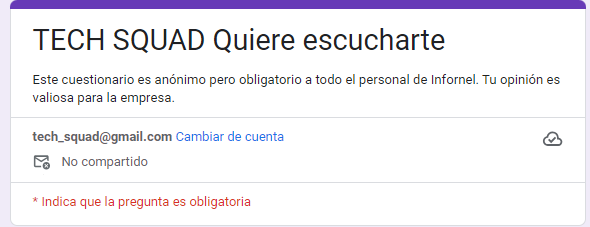 TECH SQUAD Quiere escucharte
Este cuestionario es anónimo pero obligatorio a todo el personal de Infornel. Tu opinión es
valiosa para la empresa.
tech_squad@gmail.com Cambiar de cuenta
No compartido
* Indica que la pregunta es obligatoria